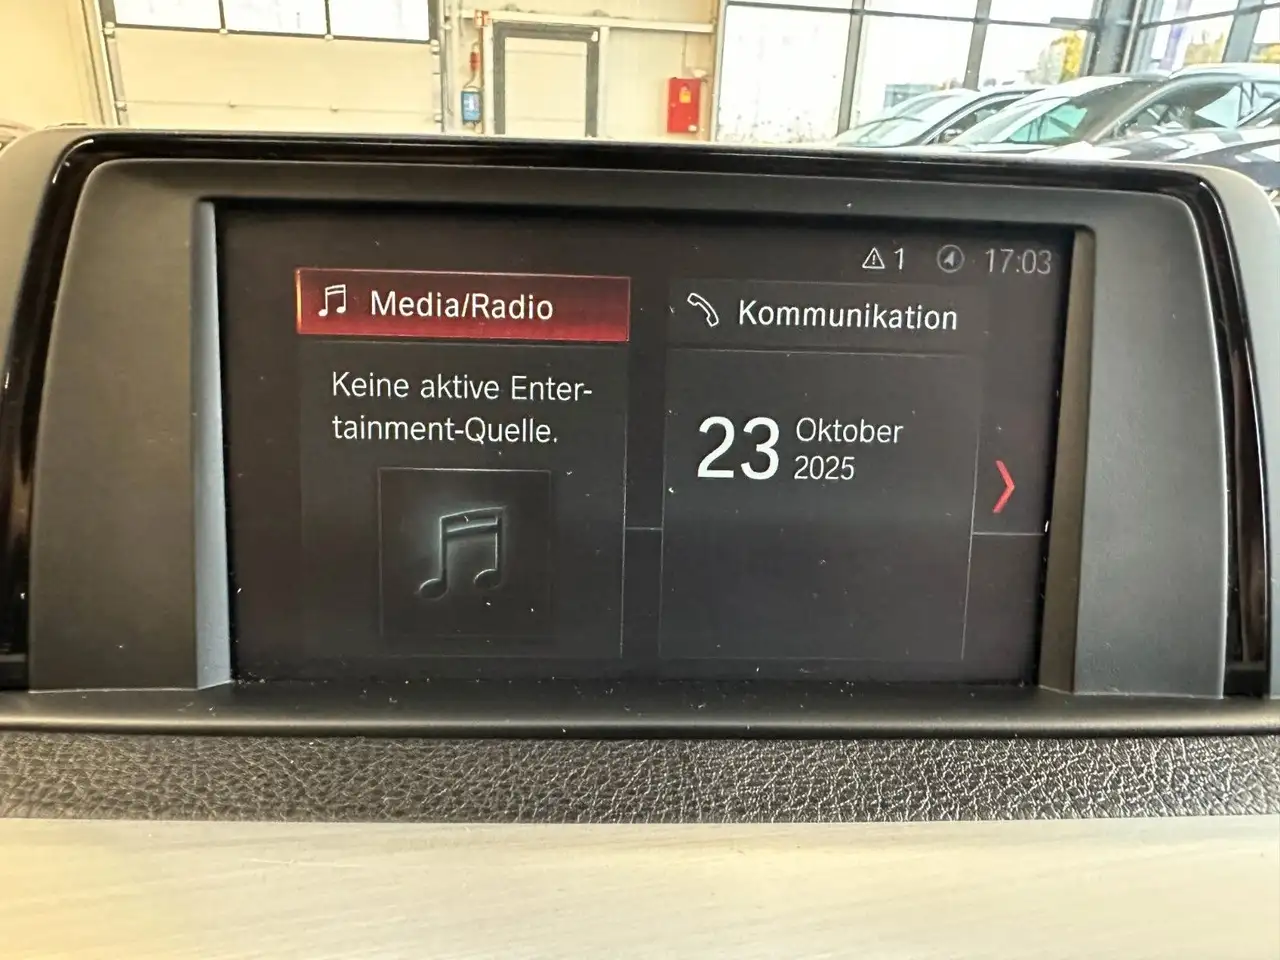 1 17:03
Media/Radio
Kommunikation
Keine aktive Enter-
tainment-Quelle.
23 Oktober
2025